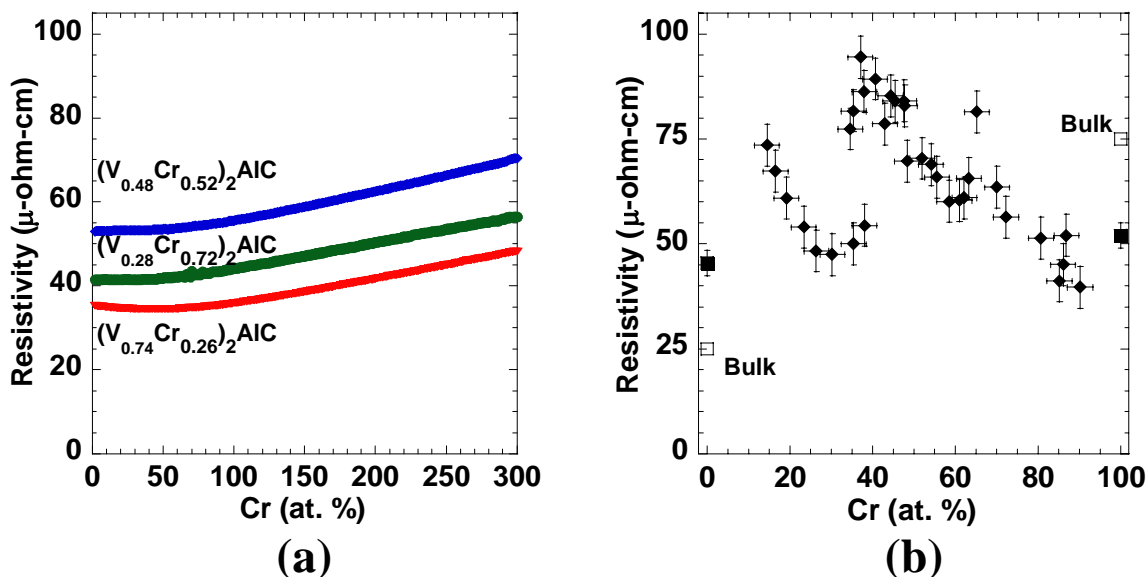 100
80
60
40
20
0
Resistivity (μ-ohm-cm)
(V0.48Cr0.52)2AlC
(V0.28Cr0.72)2AlC
(V0.74Cr0.26)2AlC
0 50 100 150 200 250 300
Cr (at. %)
(a)
100
75
50
25
0
Resistivity (μ-ohm-cm)
Bulk
Bulk
0 20 40 60 80 100
Cr (at. %)
(b)